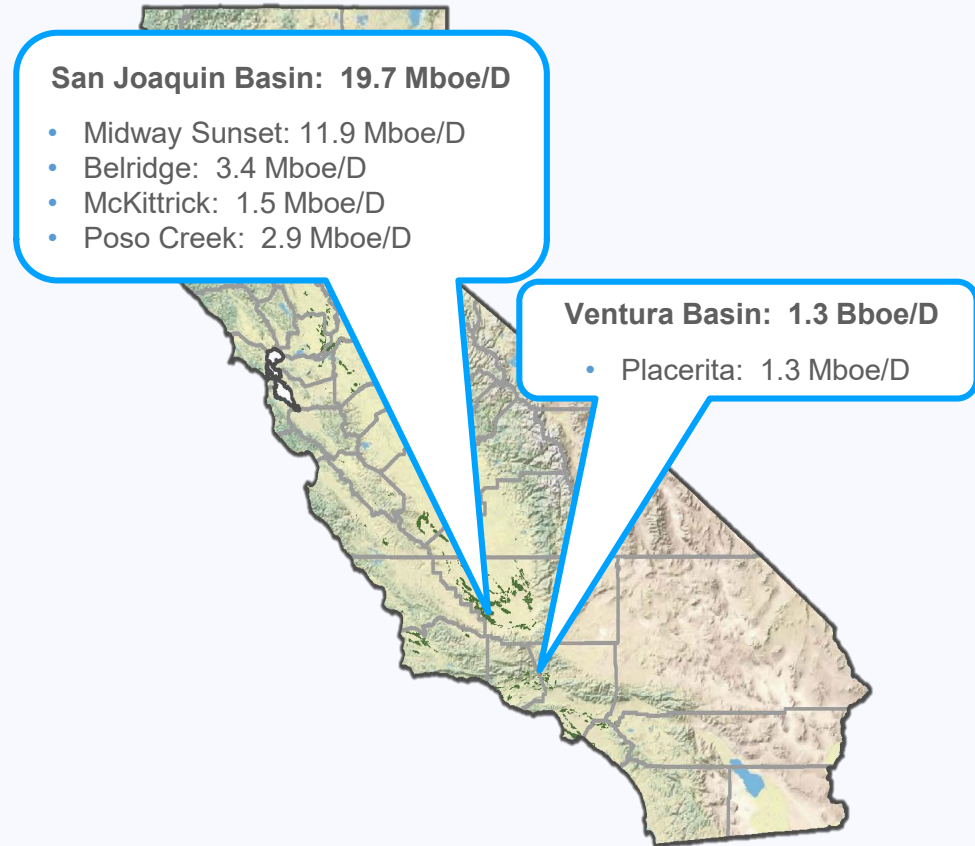 San Joaquin Basin: 19.7 Mboe/D
• Midway Sunset: 11.9 Mboe/D
• Belridge: 3.4 Mboe/D
• McKittrick: 1.5 Mboe/D
• Poso Creek: 2.9 Mboe/D
Ventura Basin: 1.3 Bboe/D
• Placerita: 1.3 Mboe/D